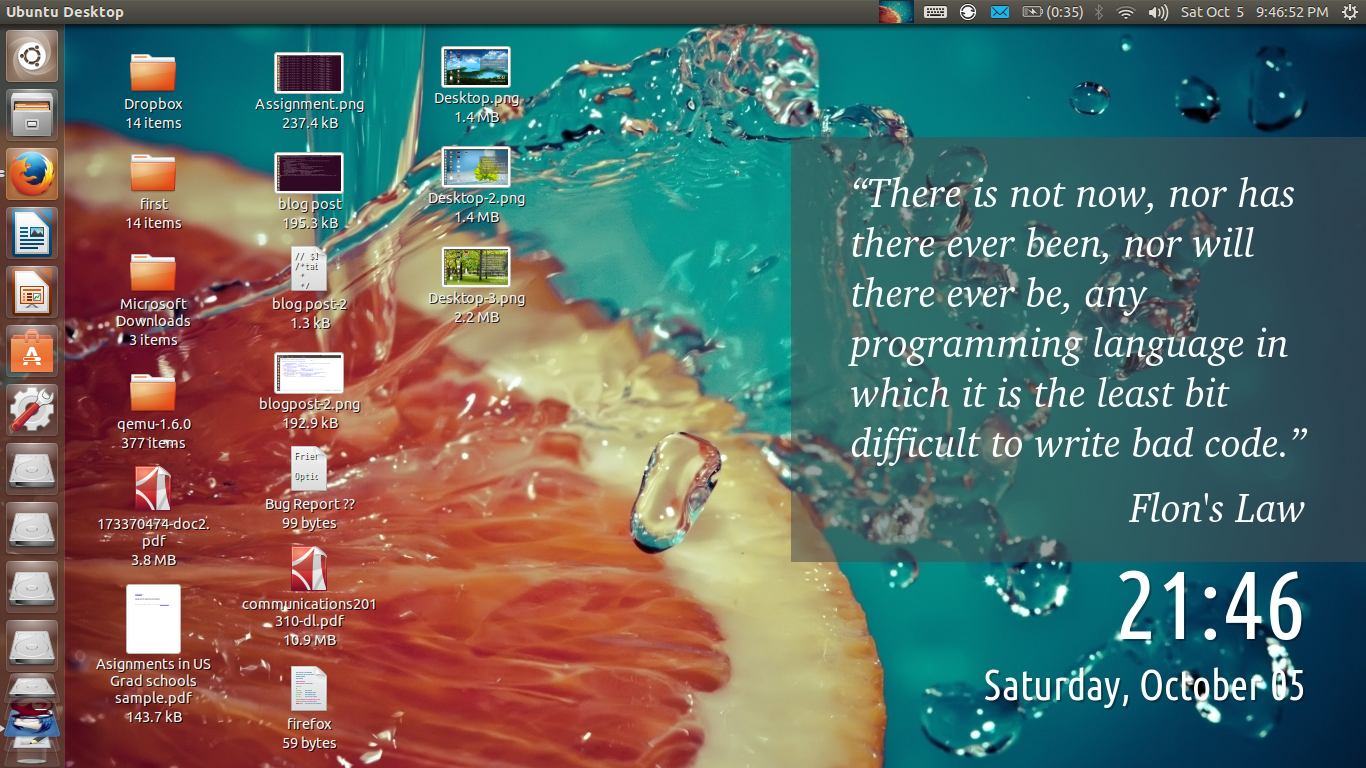 Ubuntu Desktop
(0:35)
Sat Oct 5 9:46:52 PM
Dropbox
14 items
first
14 items
Microsoft
Downloads
3 items
qemu-1.6.0
377 items
173370474-doc2.
pdf
3.8 MB
Asignments in US
Grad schools
sample.pdf
143.7 kB
Assignment.png
237.4 kB
blog post
195.3 kB
// $I
/*tat
+
+/
blog post-2
1.3 kB
blogpost-2.png
192.9 kB
Frier
Optic
Bug Report ??
99 bytes
communications201
310-dl.pdf
10.9 MB
firefox
59 bytes
Desktop.png
1.4 MB
Desktop-2.png
1.4 MB
Desktop-3.png
2.2 MB
“There is not now, nor has
there ever been, nor will
there ever be, any
programming language in
which it is the least bit
difficult to write bad code.”
Flon's Law
21:46
Saturday, October 05